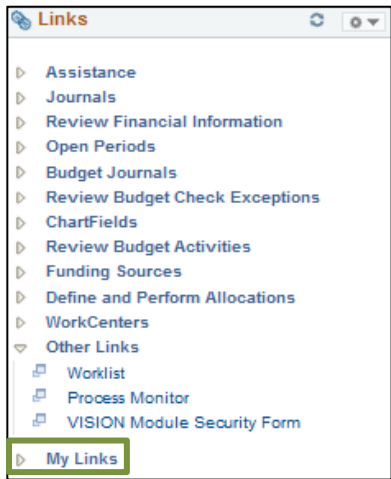 Links
Assistance
Journals
Review Financial Information
Open Periods
Budget Journals
Review Budget Check Exceptions
ChartFields
Review Budget Activities
Funding Sources
Define and Perform Allocations
WorkCenters
Other Links
Worklist
Process Monitor
VISION Module Security Form
My Links